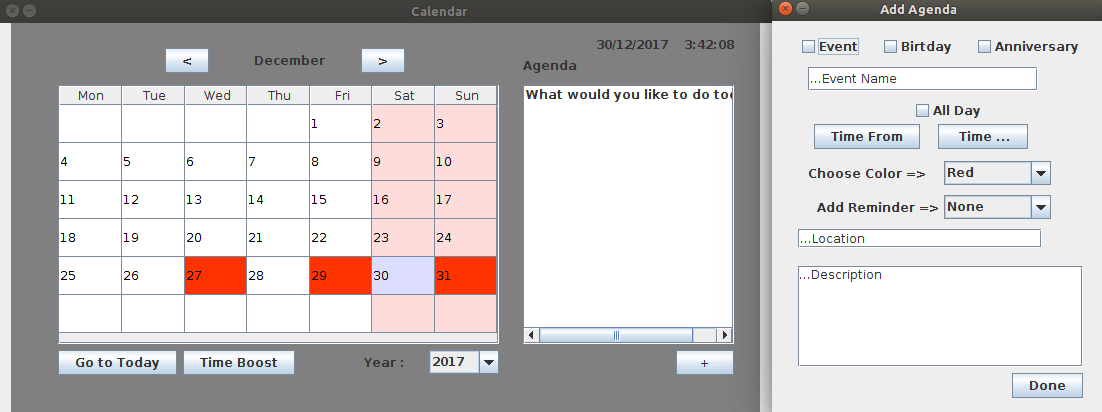 Calendar
30/12/2017 3:42:08
< December >
Agenda
Mon Tue Wed Thu Fri Sat Sun
1 2 3
4 5 6 7 8 9 10
11 12 13 14 15 16 17
18 19 20 21 22 23 24
25 26 27 28 29 30 31
What would you like to do too
Go to Today Time Boost Year : 2017 +
Add Agenda
Event Birtday Anniversary
...Event Name
All Day
Time From Time ...
Choose Color => Red
Add Reminder => None
...Location
...Description
Done